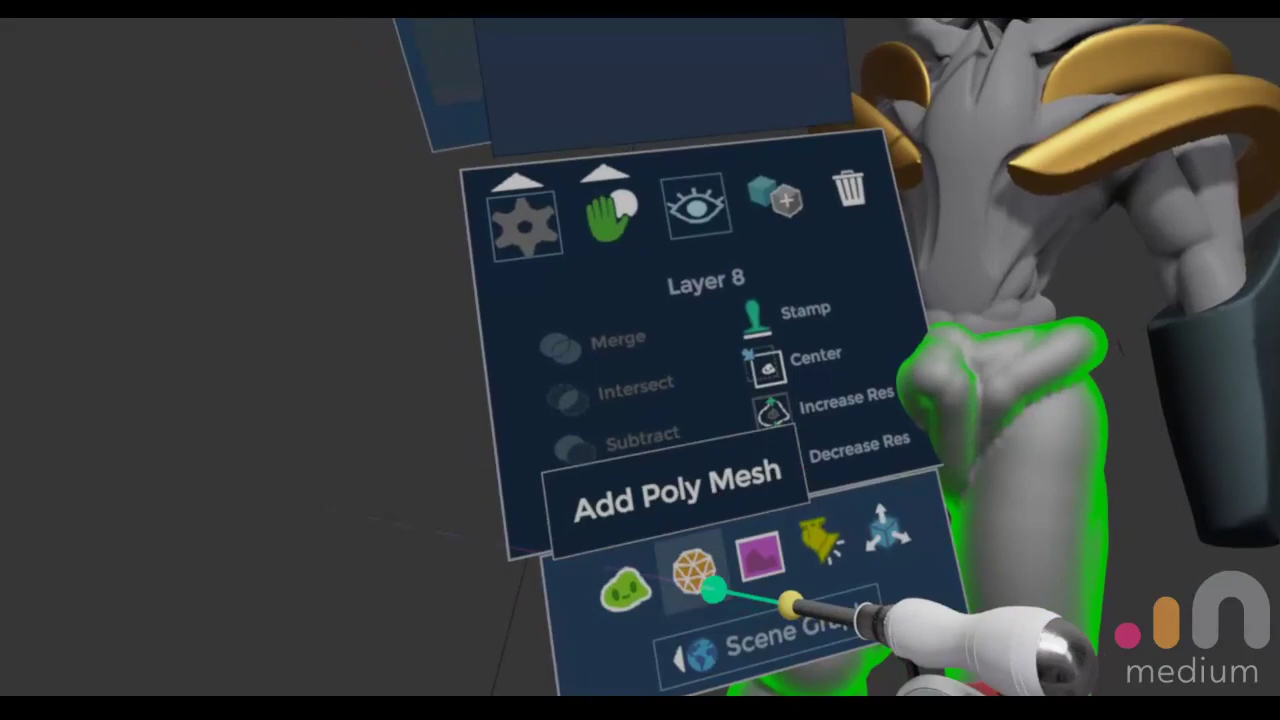 Layer 8
Merge
Stamp
Intersect
Center
Subtract
Increase Res
Decrease Res
Add Poly Mesh
Scene
medium